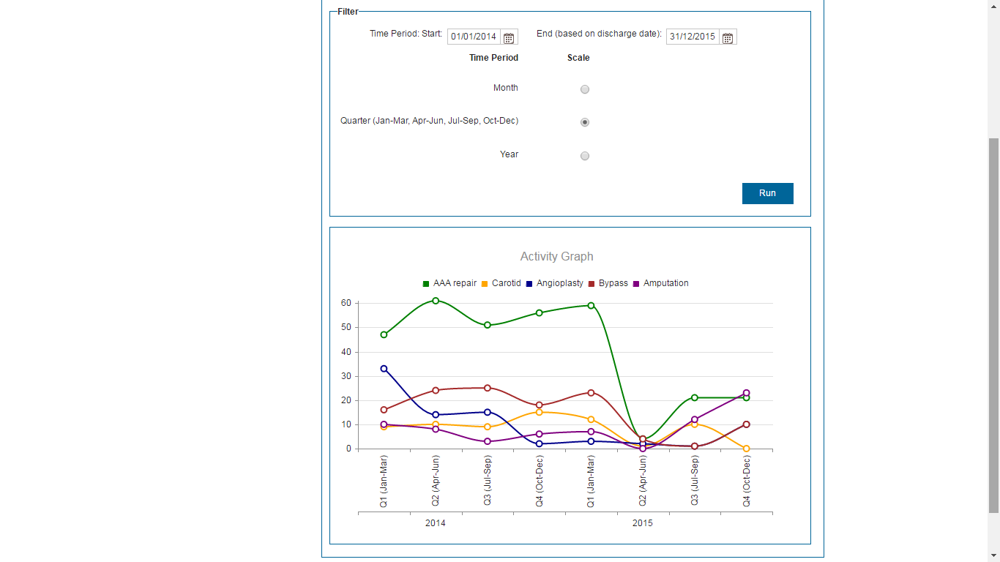 Filter
Time Period: Start: 01/01/2014 End (based on discharge date): 31/12/2015
Time Period Scale
Month
Quarter (Jan-Mar, Apr-Jun, Jul-Sep, Oct-Dec)
Year
Run
Activity Graph
AAA repair Carotid Angioplasty Bypass Amputation
60
50
40
30
20
10
0
Q1 (Jan-Mar) Q2 (Apr-Jun) Q3 (Jul-Sep) Q4 (Oct-Dec) Q1 (Jan-Mar) Q2 (Apr-Jun) Q3 (Jul-Sep) Q4 (Oct-Dec)
2014 2015